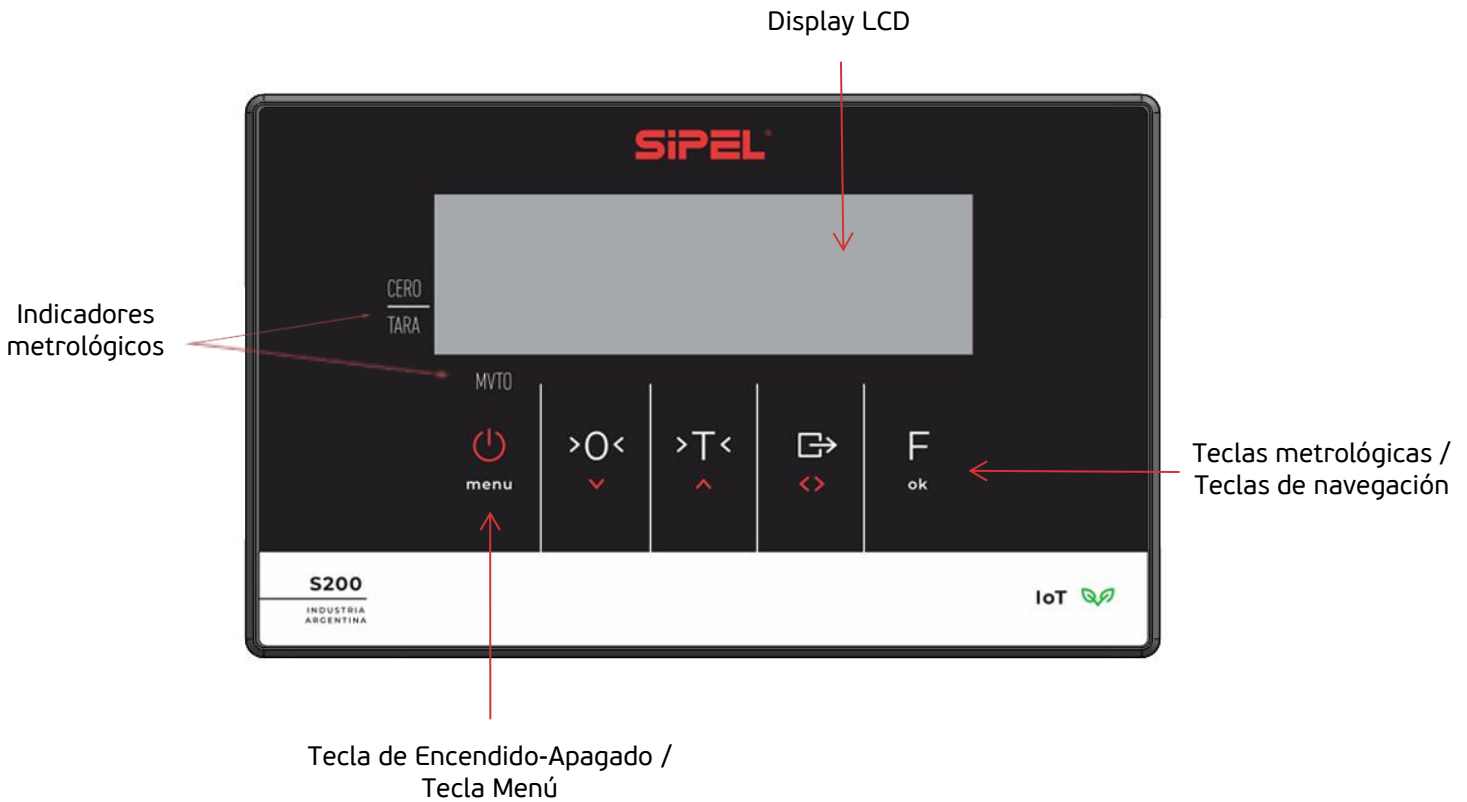 Display LCD
SiPEL
CERO
TARA
Indicadores
metrológicos
MVTO
>0<
>T<
F
menu
ok
Teclas metrológicas /
Teclas de navegación
S200
INDUSTRIA
ARGENTINA
IoT
Tecla de Encendido-Apagado /
Tecla Menú